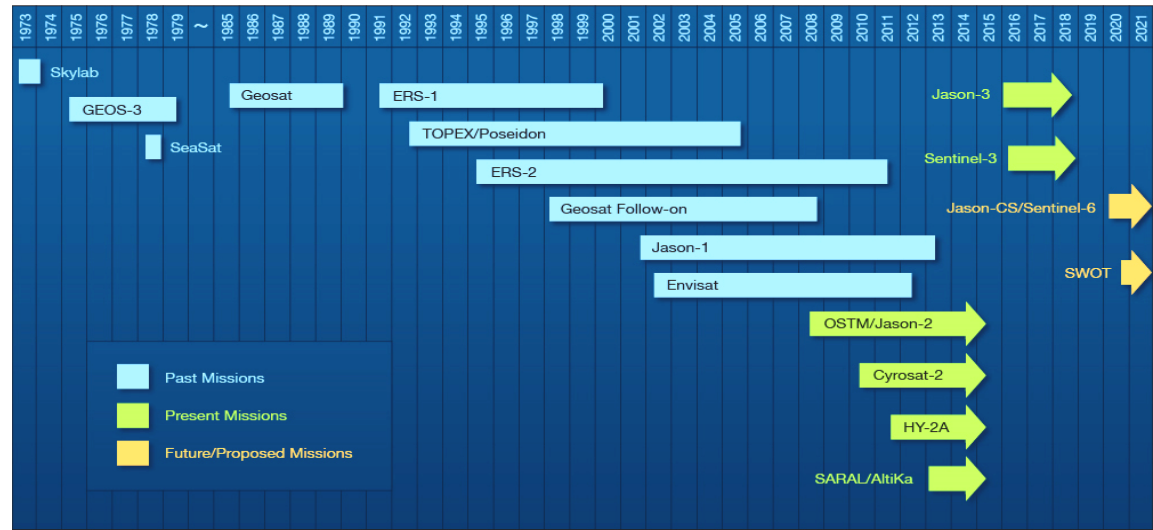 1973 1974 1975 1976 1977 1978 1979 ~ 1985 1986 1987 1988 1989 1990 1991 1992 1993 1994 1995 1996 1997 1998 1999 2000 2001 2002 2003 2004 2005 2006 2007 2008 2009 2010 2011 2012 2013 2014 2015 2016 2017 2018 2019 2020 2021
Skylab
Geosat
ERS-1
Jason-3
GEOS-3
TOPEX/Poseidon
SeaSat
Sentinel-3
ERS-2
Geosat Follow-on
Jason-CS/Sentinel-6
Jason-1
SWOT
Envisat
OSTM/Jason-2
Cyrosat-2
HY-2A
SARAL/AltiKa
Past Missions
Present Missions
Future/Proposed Missions